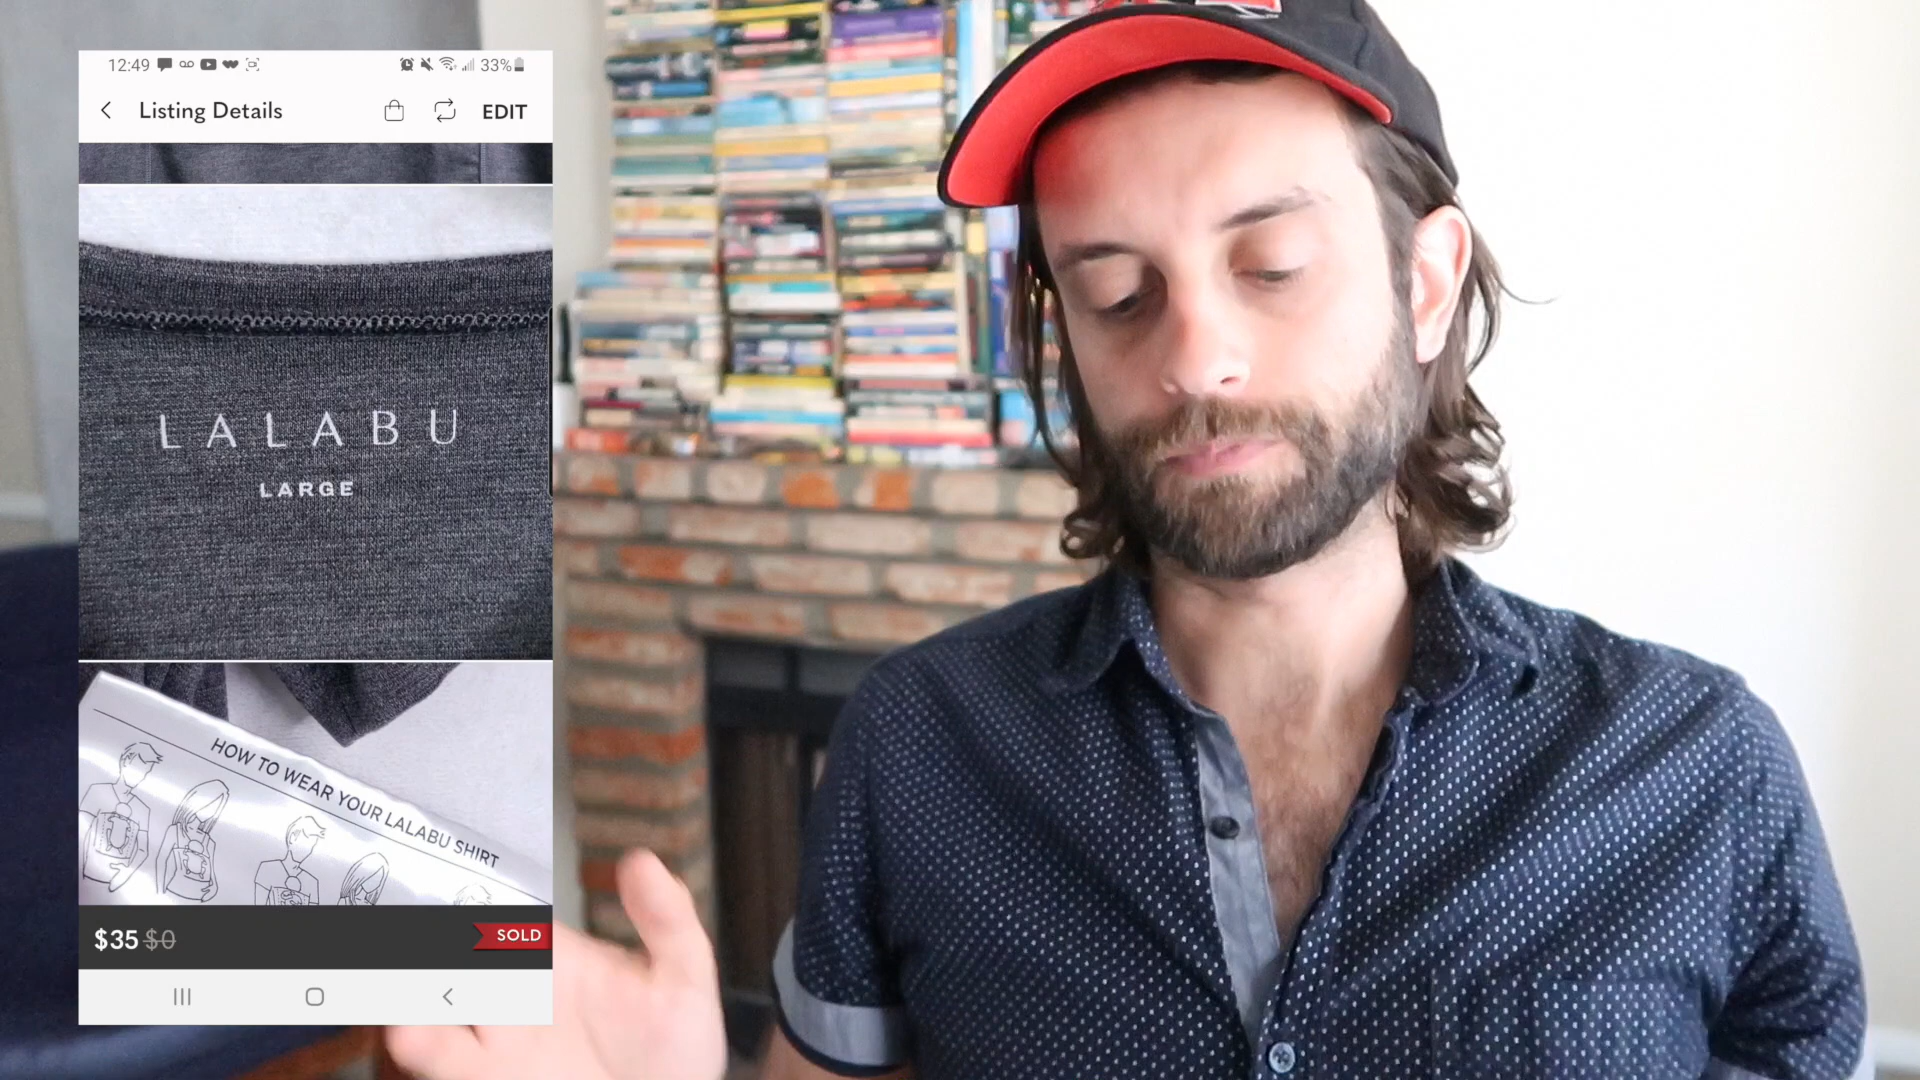 12:49 33%
Listing Details EDIT
LALABU
LARGE
HOW TO WEAR YOUR LALABU SHIRT
$35 $0 SOLD